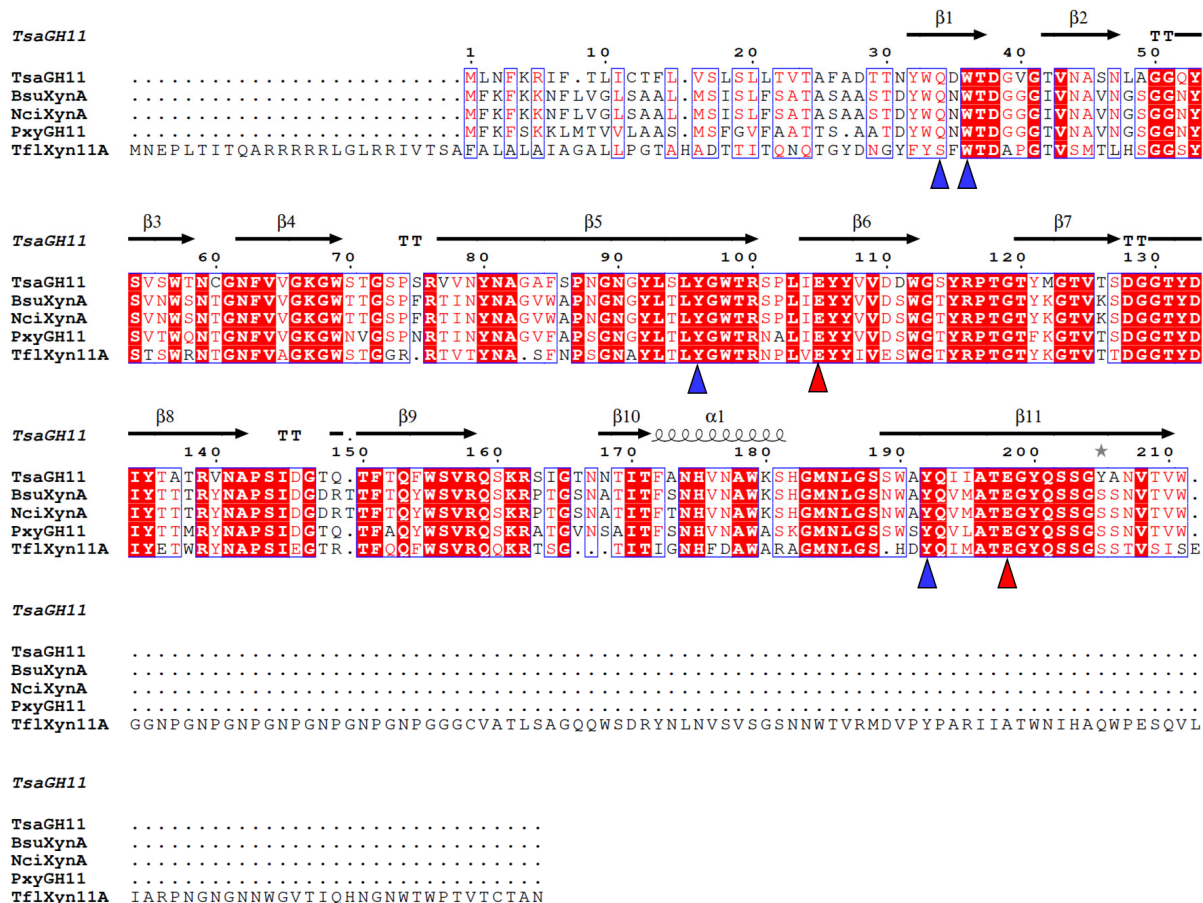 β1 β2
TsaGH11 TT
1 10 20 30 40 50
TsaGH11 .........................MLNFKRIF.TLICTFL.VSLSLLTVTAFADTTNYWQDWTDGVGTVNASNLAGGQY
BsuXynA .........................MFKFKKNFLVGLSAAL.MSISLFSATASAASTDYWQNWTDGGGIVNAVNGSGGNY
NciXynA .........................MFKFKKNFLVGLSAAL.MSISLFSATASAASTDYWQNWTDGGGIVNAVNGSGGNY
PxyGH11 .........................MFKFSKKLMTVVLAAS.MSFGVFAATTS.AATDYWQNWTDGGGTVNAVNGSGGNY
TflXyn11A MNEPLTITQARRRRRLGLRRIVTSAFALALAIAGALLPGTAHADTTITQNQTGYDNGYFYSFWTDAPGTVSMTLHSGGSY
β3 β4 β5 β6 β7
TsaGH11 TT TT
60 70 80 90 100 110 120 130
TsaGH11 SVSWTNCGNFVVGKGWSTGSPSRVVNYNAGAFSPNGNGYLSLYGWTRSPLIEYYVVDDWGSYRPTGTYMGTVTSDGGTYD
BsuXynA SVNWSNTGNFVVGKGWTTGSPFRTINYNAGVWAPNGNGYLTLYGWTRSPLIEYYVVDSWGTYRPTGTYKGTVKSDGGTYD
NciXynA SVNWSNTGNFVVGKGWTTGSPFRTINYNAGVWAPNGNGYLTLYGWTRSPLIEYYVVDSWGTYRPTGTYKGTVKSDGGTYD
PxyGH11 SVTWQNTGNFVVGKGWNVGSPNRTINYNAGVFAPSGNGYLTLYGWTRNALIEYYVVDSWGTYRPTGTFKGTVTSDGGTYD
TflXyn11A STSWRNTGNFVAGKGWSTGGR.RTVTYNA.SFNPSGNAYLTLYGWTRNPLVEYYIVESWGTYRPTGTYKGTVTTDGGTYD
β8 β9 β10 α1 β11
TsaGH11 TT .
140 150 160 170 180 190 200 210
TsaGH11 IYTATRVNAPSIDGTQ.TFTQFWSVRQSKRSIGTNNTITFANHVNAWKSHGMNLGSSWAYQIIATEGYQSSGYANVTVW.
BsuXynA IYTTTRYNAPSIDGDRTTFTQYWSVRQSKRPTGSNATITFTNHVNAWKSHGMNLGSNWAYQVMATEGYQSSGSSNVTVW.
NciXynA IYTTTRYNAPSIDGDRTTFTQYWSVRQSKRPTGSNATITFTNHVNAWKSHGMNLGSNWAYQVMATEGYQSSGSSNVTVW.
PxyGH11 IYTTMRYNAPSIDGTQ.TFAQYWSVRQSKRATGVNSAITFSNHVNAWASKGMNLGSSWSYQVLATEGYQSSGSSNVTVW.
TflXyn11A IYETWRYNAPSIEGTR.TFQQFWSVRQQKRTSG...TITIGNHFDAWARAGMNLGS.HDYQIMATEGYQSSGSSTVSISE
TsaGH11
TsaGH11 ................................................................................
BsuXynA ................................................................................
NciXynA ................................................................................
PxyGH11 ................................................................................
TflXyn11A GGNPGNPGNPGNPGNPGNPGNPGGGCVATLSAGQQWSDRYNLNVSVSGSNNWTVRMDVPYPARIIATWNIHAQWPESQVL
TsaGH11
TsaGH11 ...............................
BsuXynA ...............................
NciXynA ...............................
PxyGH11 ...............................
TflXyn11A IARPNGNGNNWGVTIQHNGNWTWPTVTCTAN